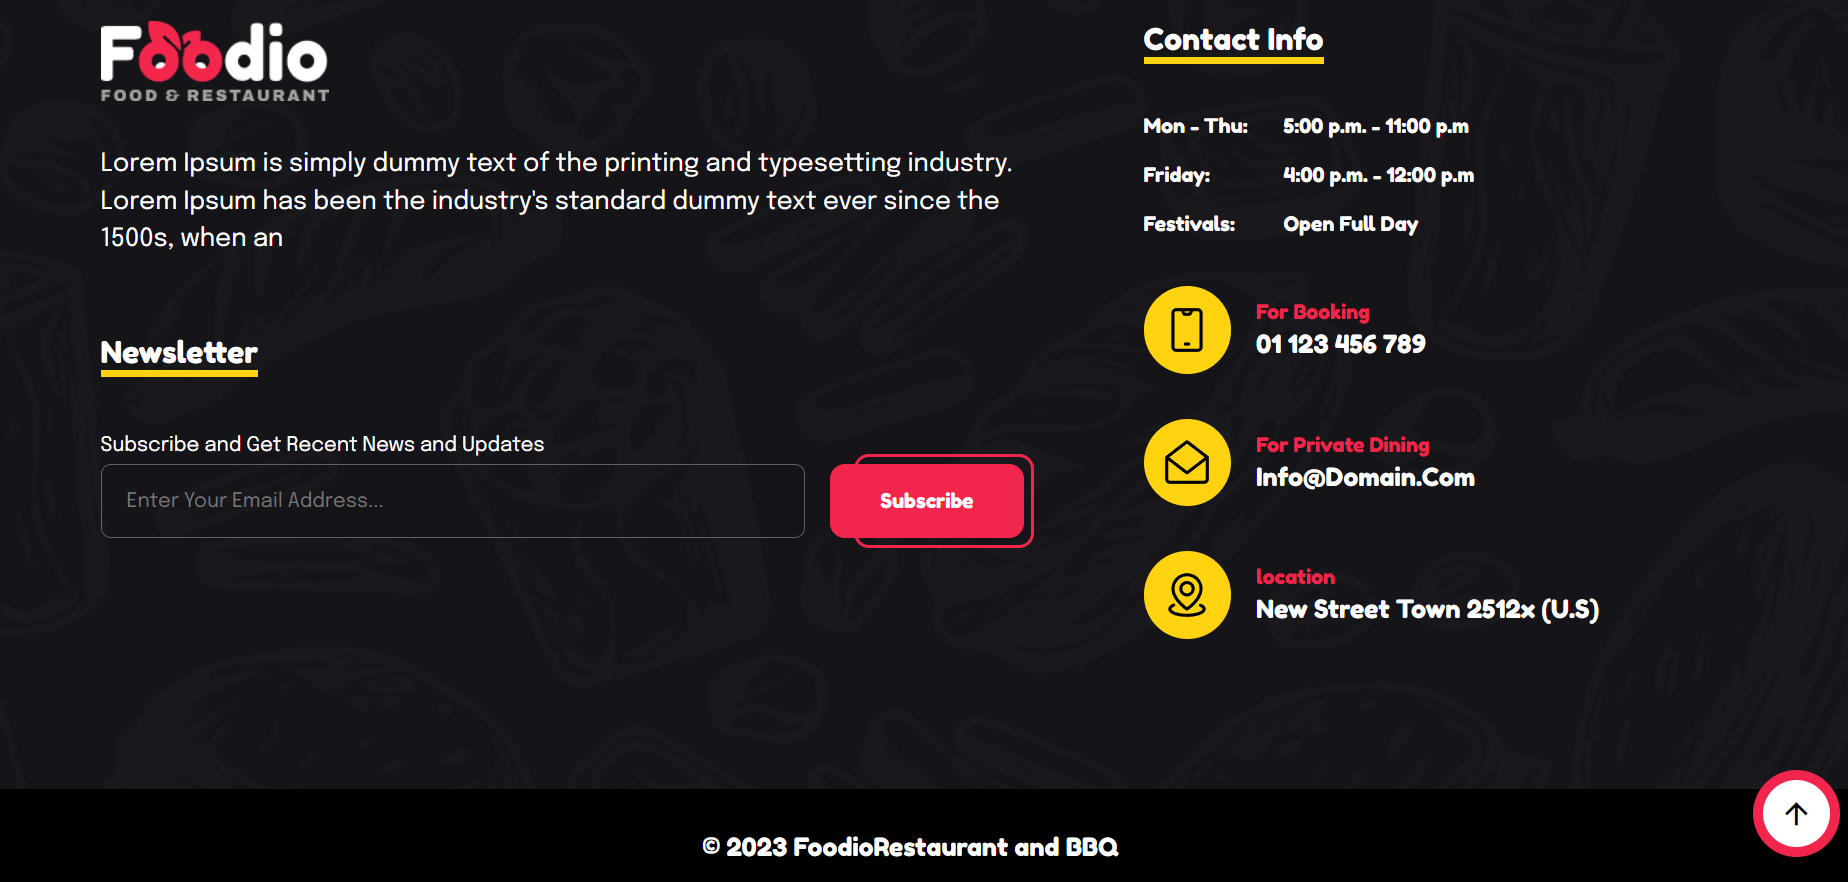 Foodio
FOOD & RESTAURANT
Lorem Ipsum is simply dummy text of the printing and typesetting industry.
Lorem Ipsum has been the industry's standard dummy text ever since the
1500s, when an
Newsletter
Subscribe and Get Recent News and Updates
Enter Your Email Address...
Subscribe
Contact Info
Mon - Thu: 5:00 p.m. - 11:00 p.m
Friday: 4:00 p.m. - 12:00 p.m
Festivals: Open Full Day
For Booking
01 123 456 789
For Private Dining
Info@Domain.Com
location
New Street Town 2512x (U.S)
© 2023 FoodioRestaurant and BBQ